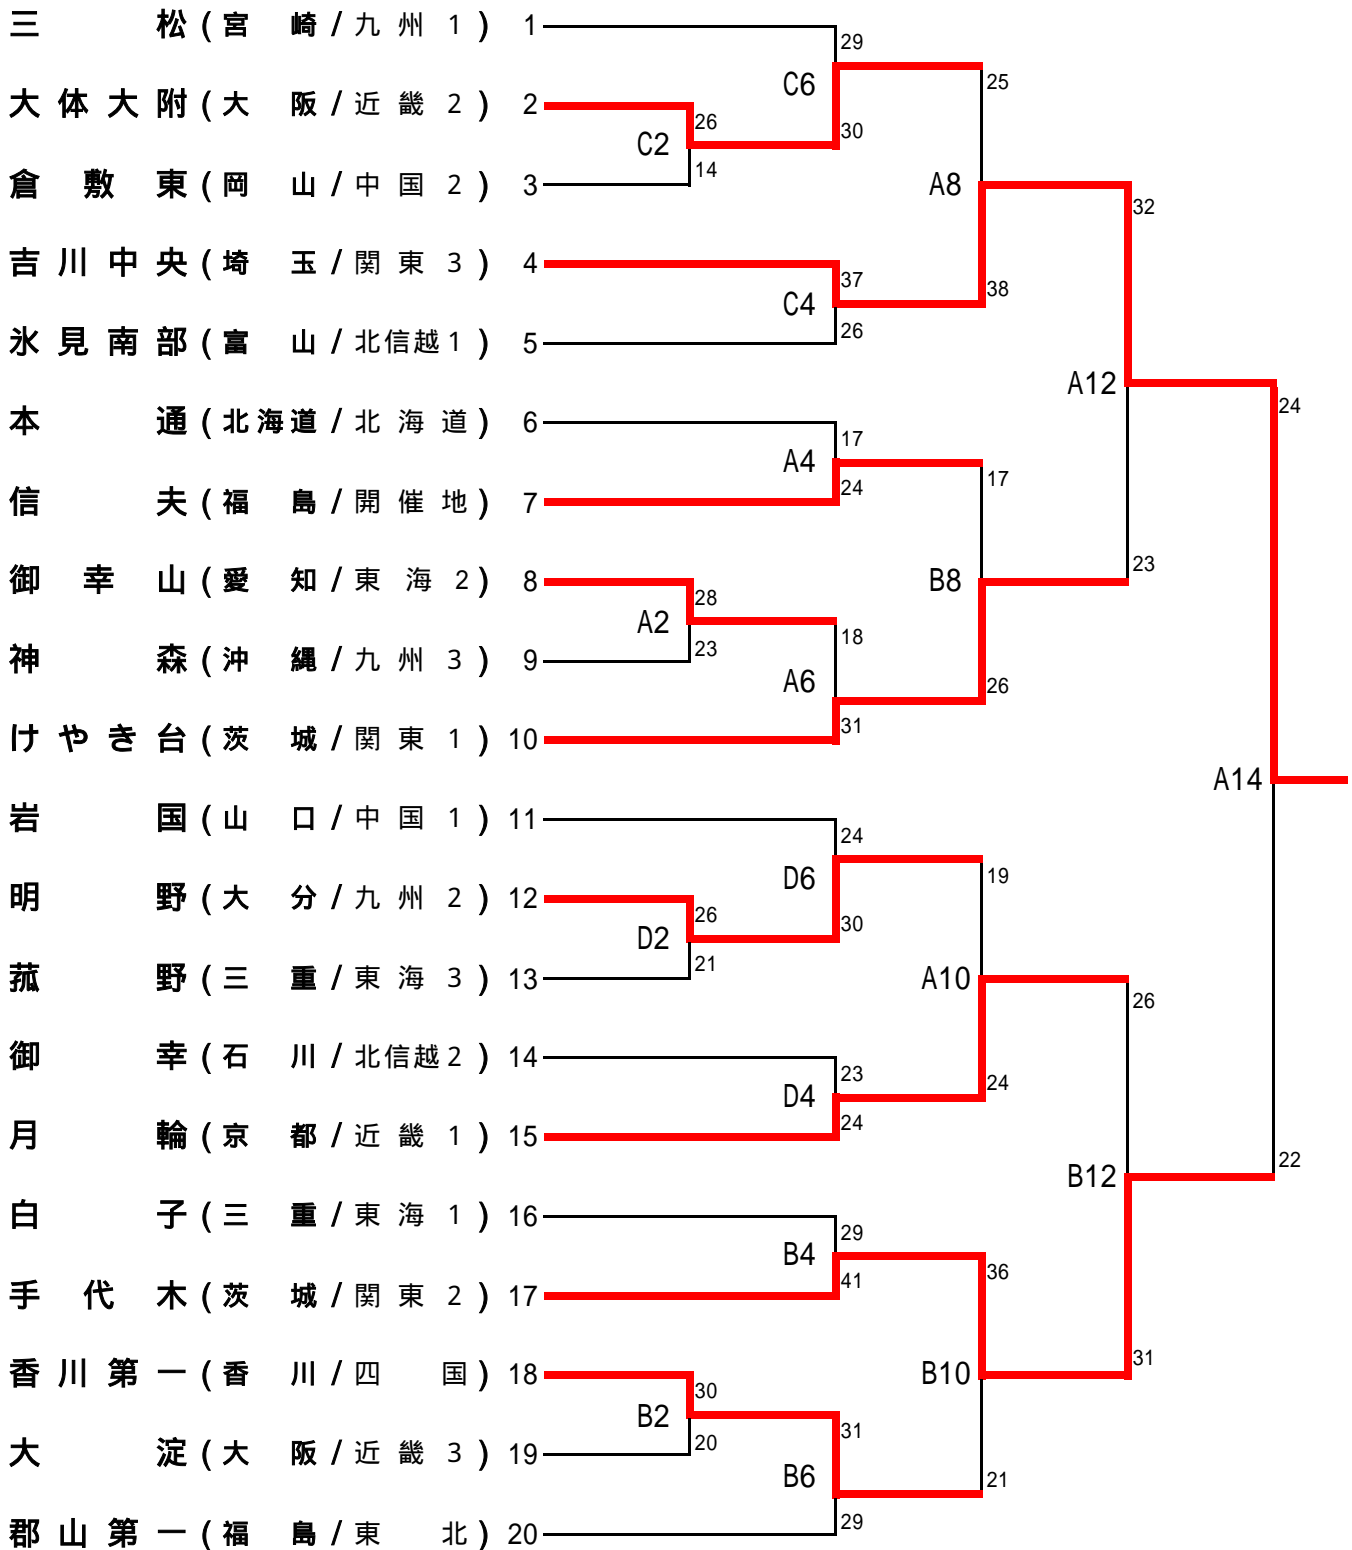 三松(宮崎/九州1) 1
29
C6
25
大体大附(大阪/近畿2) 2
26
30
C2
14
倉敷東(岡山/中国2) 3
A8
32
吉川中央(埼玉/関東3) 4
37
38
C4
26
氷見南部(富山/北信越1) 5
A12
24
本通(北海道/北海道) 6
17
A4
17
24
信夫(福島/開催地) 7
23
御幸山(愛知/東海2) 8
B8
28
A2
18
23
神森(沖縄/九州3) 9
A6
26
31
けやき台(茨城/関東1) 10
A14
岩国(山口/中国1) 11
24
D6
19
明野(大分/九州2) 12
26
30
D2
21
菰野(三重/東海3) 13
A10
26
御幸(石川/北信越2) 14
23
24
D4
24
月輪(京都/近畿1) 15
22
B12
白子(三重/東海1) 16
29
B4
36
41
手代木(茨城/関東2) 17
31
香川第一(香川/四国) 18
B10
30
B2
31
20
大淀(大阪/近畿3) 19
B6
21
29
郡山第一(福島/東北) 20